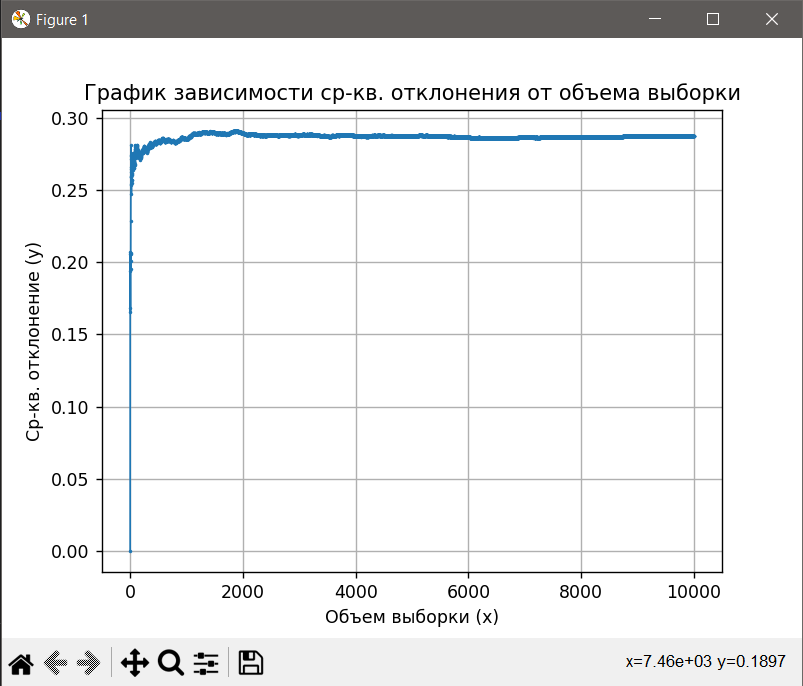 Figure 1
График зависимости ср-кв. отклонения от объема выборки
0.30
0.25
0.20
0.15
0.10
0.05
0.00
Ср-кв. отклонение (y)
0 2000 4000 6000 8000 10000
Объем выборки (x)
x=7.46e+03 y=0.1897